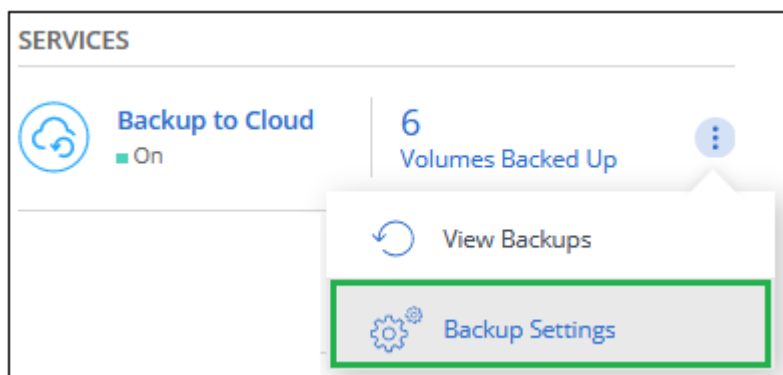 SERVICES
Backup to Cloud
On
6
Volumes Backed Up
View Backups
Backup Settings